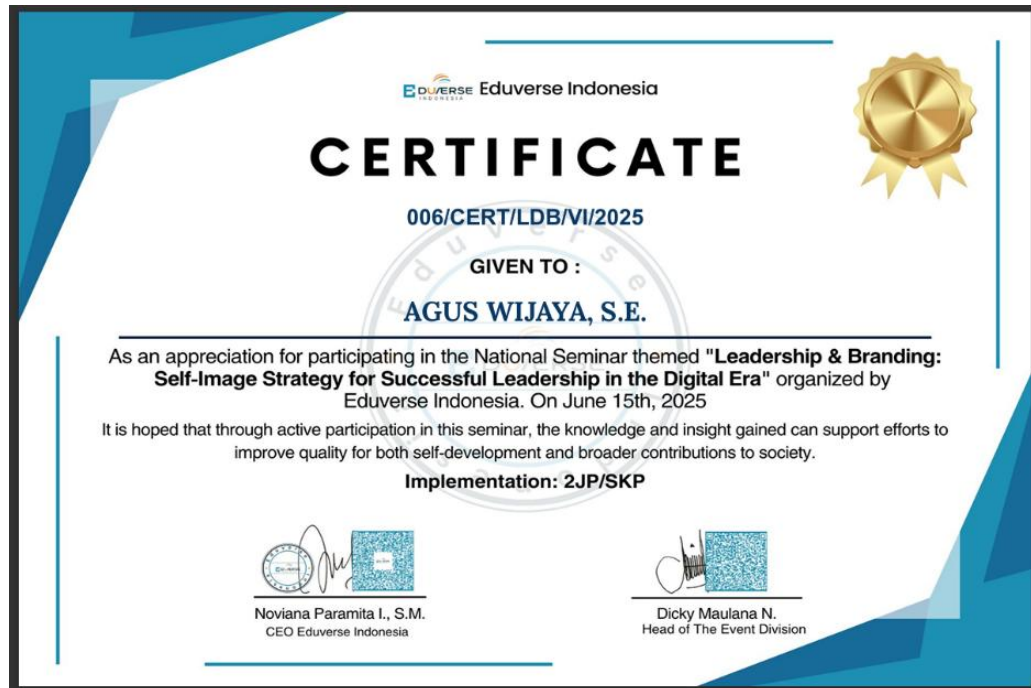 EDUVERSE Eduverse Indonesia
INDONESIA
CERTIFICATE
006/CERT/LDB/VI/2025
GIVEN TO :
AGUS WIJAYA, S.E.
As an appreciation for participating in the National Seminar themed "Leadership & Branding:
Self-Image Strategy for Successful Leadership in the Digital Era" organized by
Eduverse Indonesia. On June 15th, 2025
It is hoped that through active participation in this seminar, the knowledge and insight gained can support efforts to
improve quality for both self-development and broader contributions to society.
Implementation: 2JP/SKP
Noviana Paramita I., S.M.
CEO Eduverse Indonesia
Dicky Maulana N.
Head of The Event Division